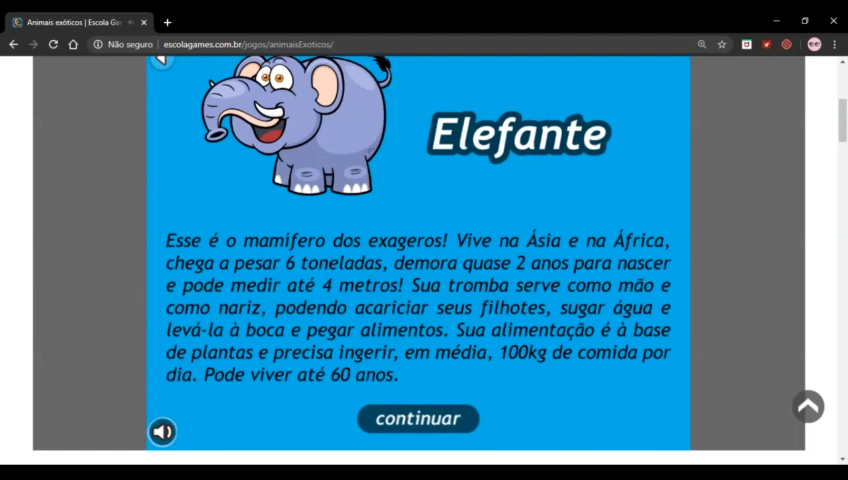 Animais exóticos | Escola Ga
Não seguro | escolagames.com.br/jogos/animaisExoticos/
Elefante
Esse é o mamífero dos exageros! Vive na Ásia e na África,
chega a pesar 6 toneladas, demora quase 2 anos para nascer
e pode medir até 4 metros! Sua tromba serve como mão e
como nariz, podendo acariciar seus filhotes, sugar água e
levá-la à boca e pegar alimentos. Sua alimentação é à base
de plantas e precisa ingerir, em média, 100kg de comida por
dia. Pode viver até 60 anos.
continuar